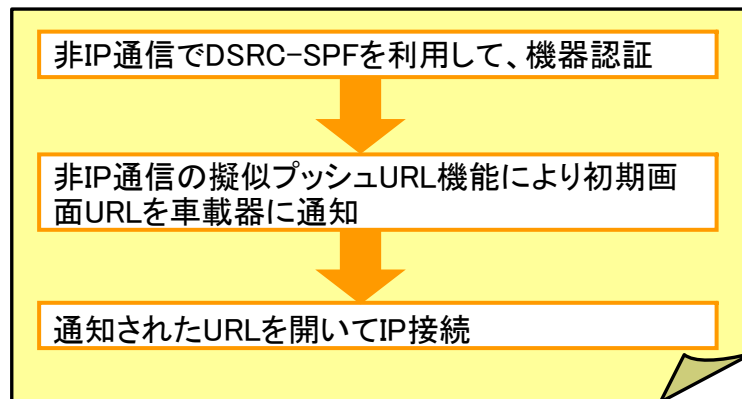 非IP通信でDSRC-SPFを利用して、機器認証
非IP通信の擬似プッシュURL機能により初期画
面URLを車載器に通知
通知されたURLを開いてIP接続